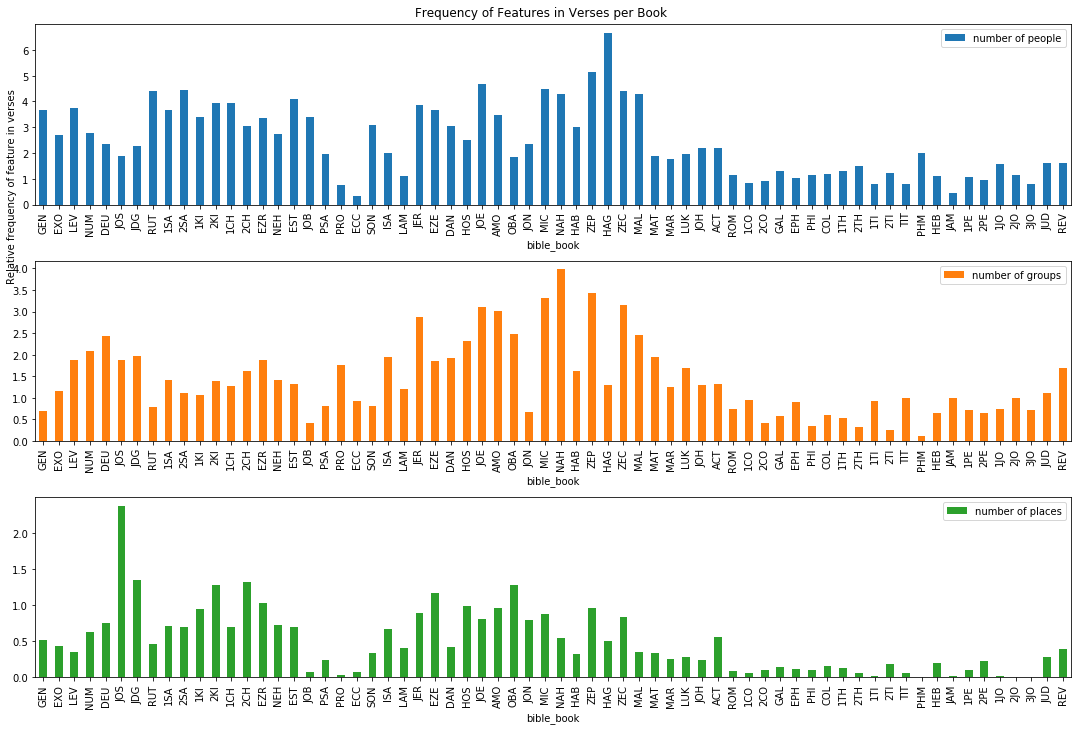 Frequency of Features in Verses per Book
Relative frequency of feature in verses
number of people
6
5
4
3
2
1
0
GEN EXO LEV NUM DEU JOS JDG RUT 1SA 2SA 1KI 2KI 1CH 2CH EZR NEH EST JOB PSA PRO ECC SON ISA LAM JER EZE DAN HOS JOE AMO OBA JON MIC NAH HAB ZEP HAG ZEC MAL MAT MAR LUK JOH ACT ROM 1CO 2CO GAL EPH PHI COL 1TH 2TH 1TI 2TI TIT PHM HEB JAM 1PE 2PE 1JO 2JO 3JO JUD REV
bible_book
number of groups
4.0
3.5
3.0
2.5
2.0
1.5
1.0
0.5
0.0
GEN EXO LEV NUM DEU JOS JDG RUT 1SA 2SA 1KI 2KI 1CH 2CH EZR NEH EST JOB PSA PRO ECC SON ISA LAM JER EZE DAN HOS JOE AMO OBA JON MIC NAH HAB ZEP HAG ZEC MAL MAT MAR LUK JOH ACT ROM 1CO 2CO GAL EPH PHI COL 1TH 2TH 1TI 2TI TIT PHM HEB JAM 1PE 2PE 1JO 2JO 3JO JUD REV
bible_book
number of places
2.0
1.5
1.0
0.5
0.0
GEN EXO LEV NUM DEU JOS JDG RUT 1SA 2SA 1KI 2KI 1CH 2CH EZR NEH EST JOB PSA PRO ECC SON ISA LAM JER EZE DAN HOS JOE AMO OBA JON MIC NAH HAB ZEP HAG ZEC MAL MAT MAR LUK JOH ACT ROM 1CO 2CO GAL EPH PHI COL 1TH 2TH 1TI 2TI TIT PHM HEB JAM 1PE 2PE 1JO 2JO 3JO JUD REV
bible_book